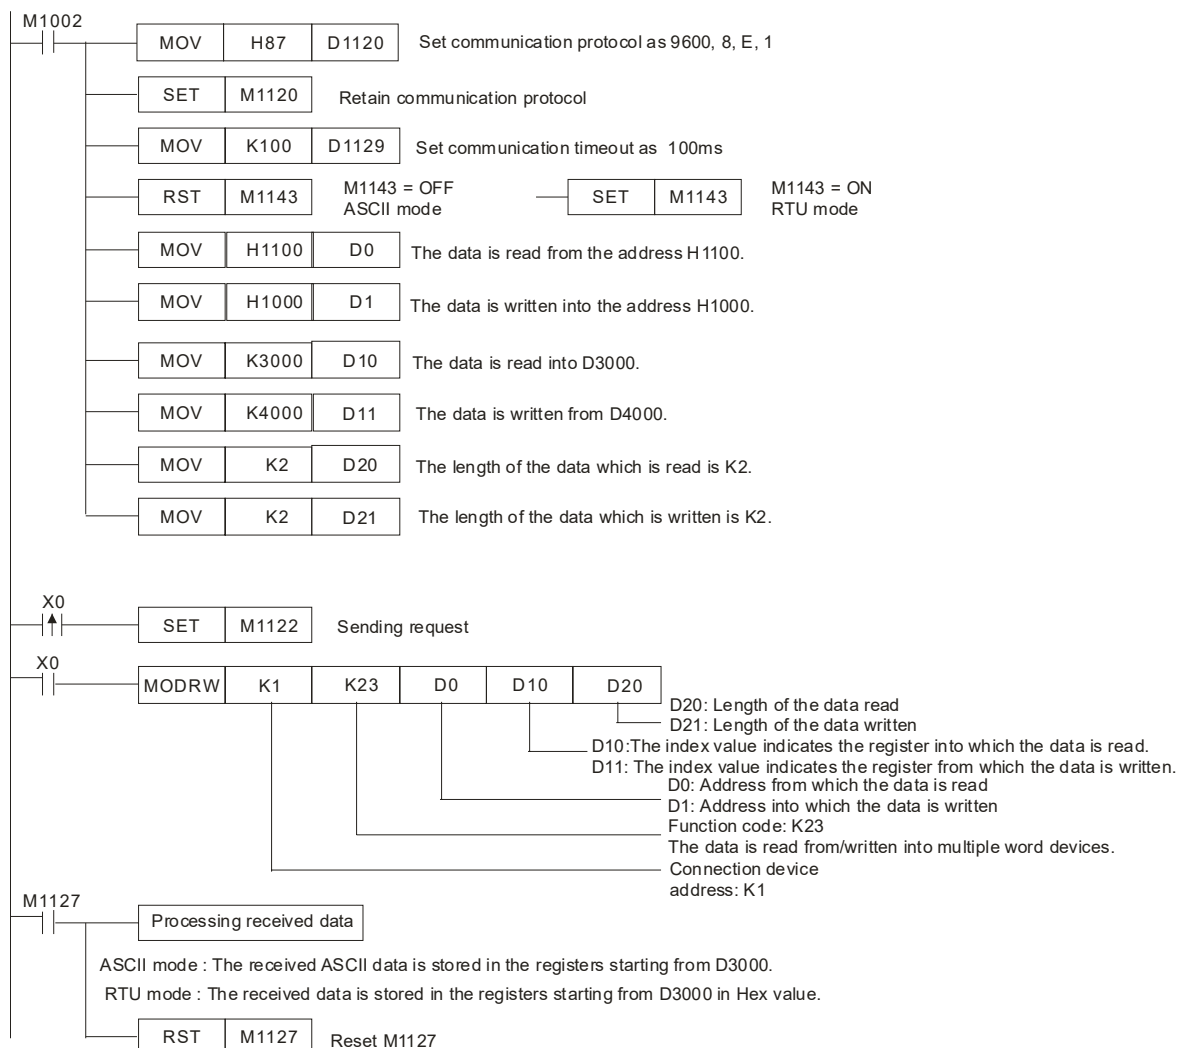 M1002
MOV H87 D1120 Set communication protocol as 9600, 8, E, 1
SET M1120 Retain communication protocol
MOV K100 D1129 Set communication timeout as 100ms
RST M1143 M1143 = OFF
ASCII mode
SET M1143 M1143 = ON
RTU mode
MOV H1100 D0 The data is read from the address H1100.
MOV H1000 D1 The data is written into the address H1000.
MOV K3000 D10 The data is read into D3000.
MOV K4000 D11 The data is written from D4000.
MOV K2 D20 The length of the data which is read is K2.
MOV K2 D21 The length of the data which is written is K2.
X0
SET M1122 Sending request
X0
MODRW K1 K23 D0 D10 D20
D20: Length of the data read
D21: Length of the data written
D10:The index value indicates the register into which the data is read.
D11: The index value indicates the register from which the data is written.
D0: Address from which the data is read
D1: Address into which the data is written
Function code: K23
The data is read from/written into multiple word devices.
Connection device
address: K1
M1127
Processing received data
ASCII mode : The received ASCII data is stored in the registers starting from D3000.
RTU mode : The received data is stored in the registers starting from D3000 in Hex value.
RST M1127 Reset M1127